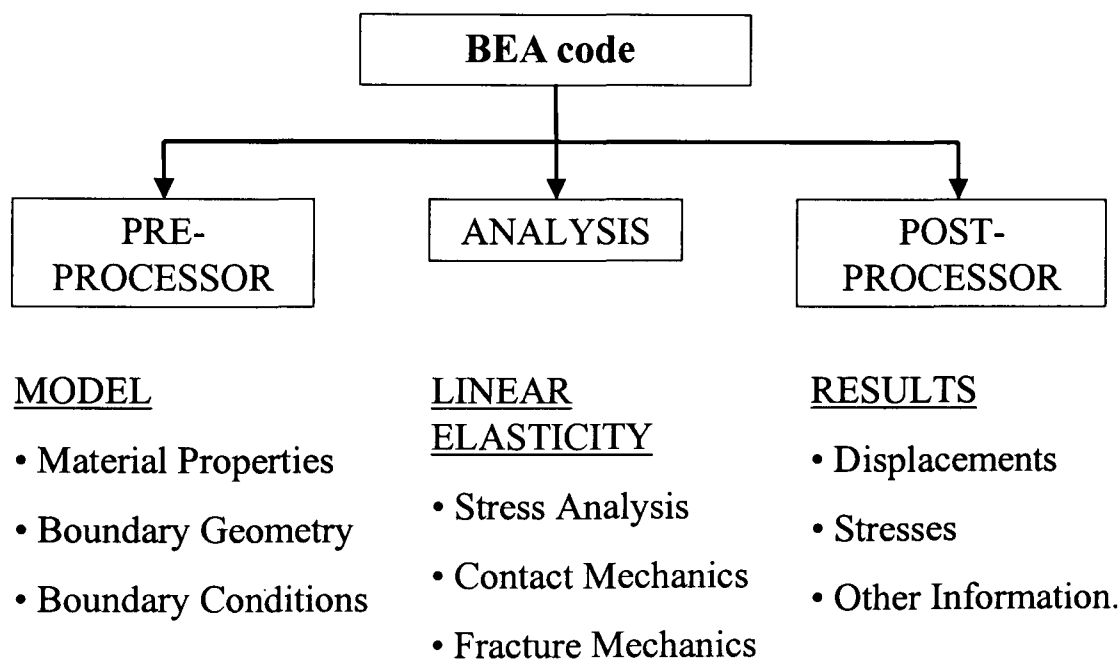 BEA code
PRE-
PROCESSOR
ANALYSIS
POST-
PROCESSOR
MODEL
• Material Properties
• Boundary Geometry
• Boundary Conditions
LINEAR
ELASTICITY
• Stress Analysis
• Contact Mechanics
• Fracture Mechanics
RESULTS
• Displacements
• Stresses
• Other Information.